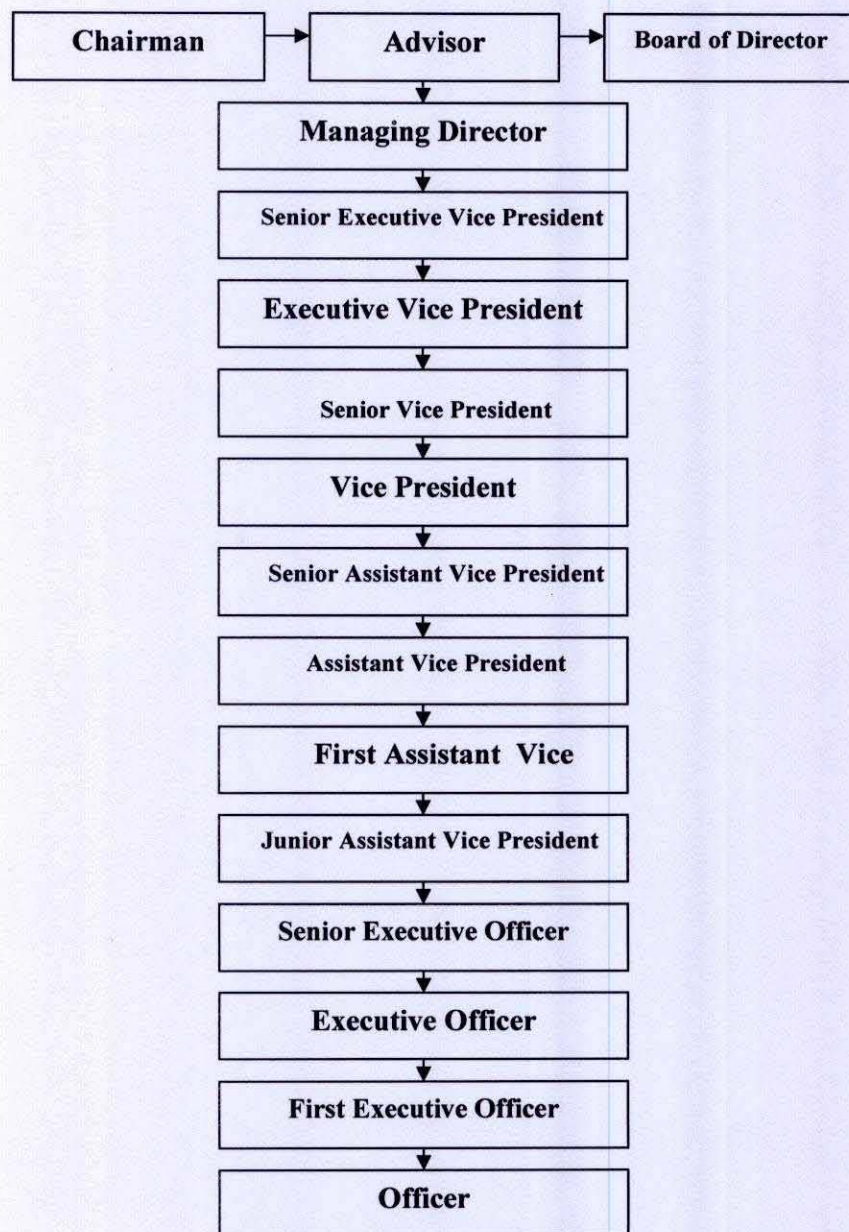 Chairman
Advisor
Board of Director
Managing Director
Senior Executive Vice President
Executive Vice President
Senior Vice President
Vice President
Senior Assistant Vice President
Assistant Vice President
First Assistant Vice
Junior Assistant Vice President
Senior Executive Officer
Executive Officer
First Executive Officer
Officer